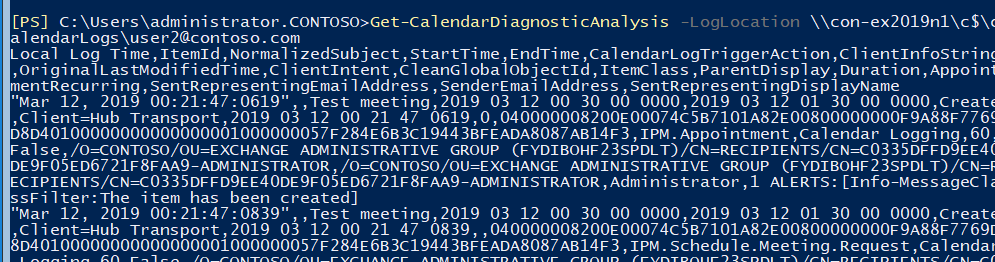 [PS] C:\Users\administrator.CONTOSO>Get-CalendarDiagnosticAnalysis -LogLocation \\con-ex2019n1\c$\c
alendarLogs\user2@contoso.com
Local Log Time,ItemId,NormalizedSubject,StartTime,EndTime,CalendarLogTriggerAction,ClientInfoString
,OriginalLastModifiedTime,ClientIntent,CleanGlobalObjectId,ItemClass,ParentDisplay,Duration,Appoint
mentRecurring,SentRepresentingEmailAddress,SenderEmailAddress,SentRepresentingDisplayName
"Mar 12, 2019 00:21:47:0619",,Test meeting,2019 03 12 00 30 00 0000,2019 03 12 01 30 00 0000,Create
,Client=Hub Transport,2019 03 12 00 21 47 0619,0,040000008200E00074C5B7101A82E00800000000F9A88F7769
D8D4010000000000000000100000000057F284E6B3C19443BFEADA8087AB14F3,IPM.Appointment,Calendar Logging,60,
False,/O=CONTOSO/OU=EXCHANGE ADMINISTRATIVE GROUP (FYDIBOHF23SPDLT)/CN=RECIPIENTS/CN=C0335DFFD9EE40
DE9F05ED6721F8FAA9-ADMINISTRATOR,/O=CONTOSO/OU=EXCHANGE ADMINISTRATIVE GROUP (FYDIBOHF23SPDLT)/CN=R
ECIPIENTS/CN=C0335DFFD9EE40DE9F05ED6721F8FAA9-ADMINISTRATOR,Administrator,1 ALERTS:[Info-MessageCla
ssFilter:The item has been created]
"Mar 12, 2019 00:21:47:0839",,Test meeting,2019 03 12 00 30 00 0000,2019 03 12 01 30 00 0000,Create
,Client=Hub Transport,2019 03 12 00 21 47 0839,,040000008200E00074C5B7101A82E00800000000F9A88F7769D
8D4010000000000000000100000000057F284E6B3C19443BFEADA8087AB14F3,IPM.Schedule.Meeting.Request,Calendar